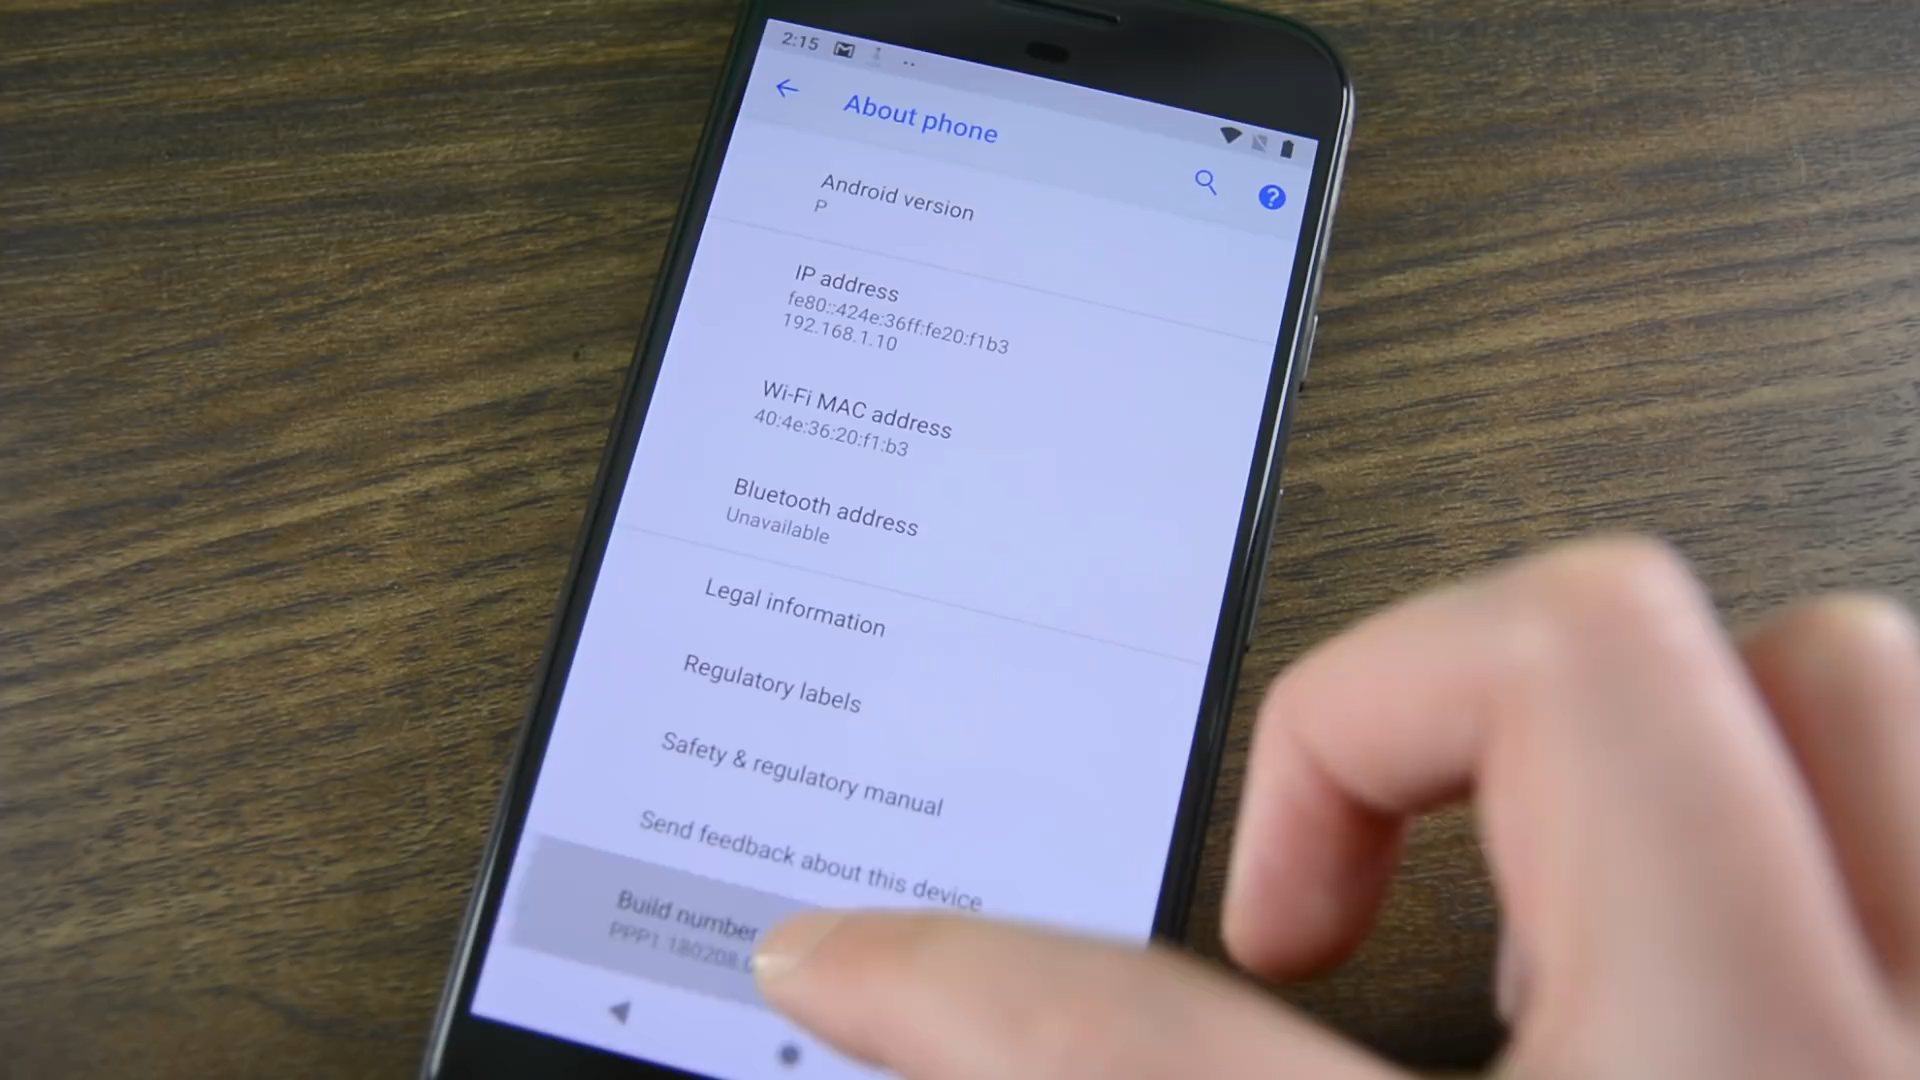 2:15
About phone
Android version
P
IP address
fe80::424e:36ff:fe20:f1b3
192.168.1.10
Wi-Fi MAC address
40:4e:36:20:f1:b3
Bluetooth address
Unavailable
Legal information
Regulatory labels
Safety & regulatory manual
Send feedback about this device
Build number
PPP1.180208.